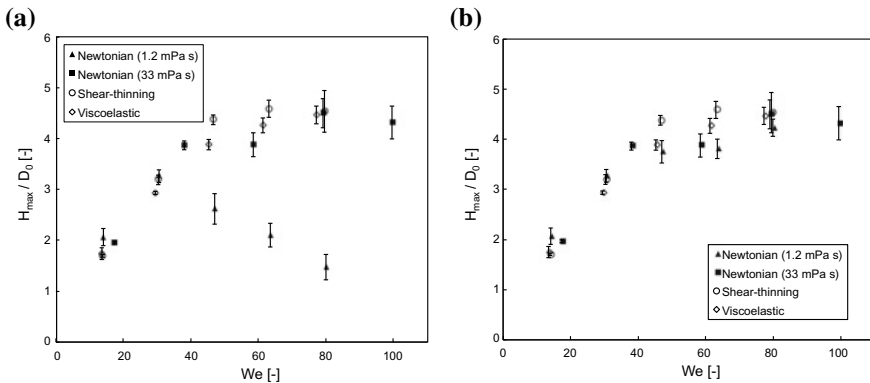 (a)
6
5
4
3
2
1
0
H_max / D_0 [-]
▲ Newtonian (1.2 mPa s)
■ Newtonian (33 mPa s)
○ Shear-thinning
◇ Viscoelastic
0 20 40 60 80 100
We [-]
(b)
6
5
4
3
2
1
0
H_max / D_0 [-]
▲ Newtonian (1.2 mPa s)
■ Newtonian (33 mPa s)
○ Shear-thinning
◇ Viscoelastic
0 20 40 60 80 100
We [-]